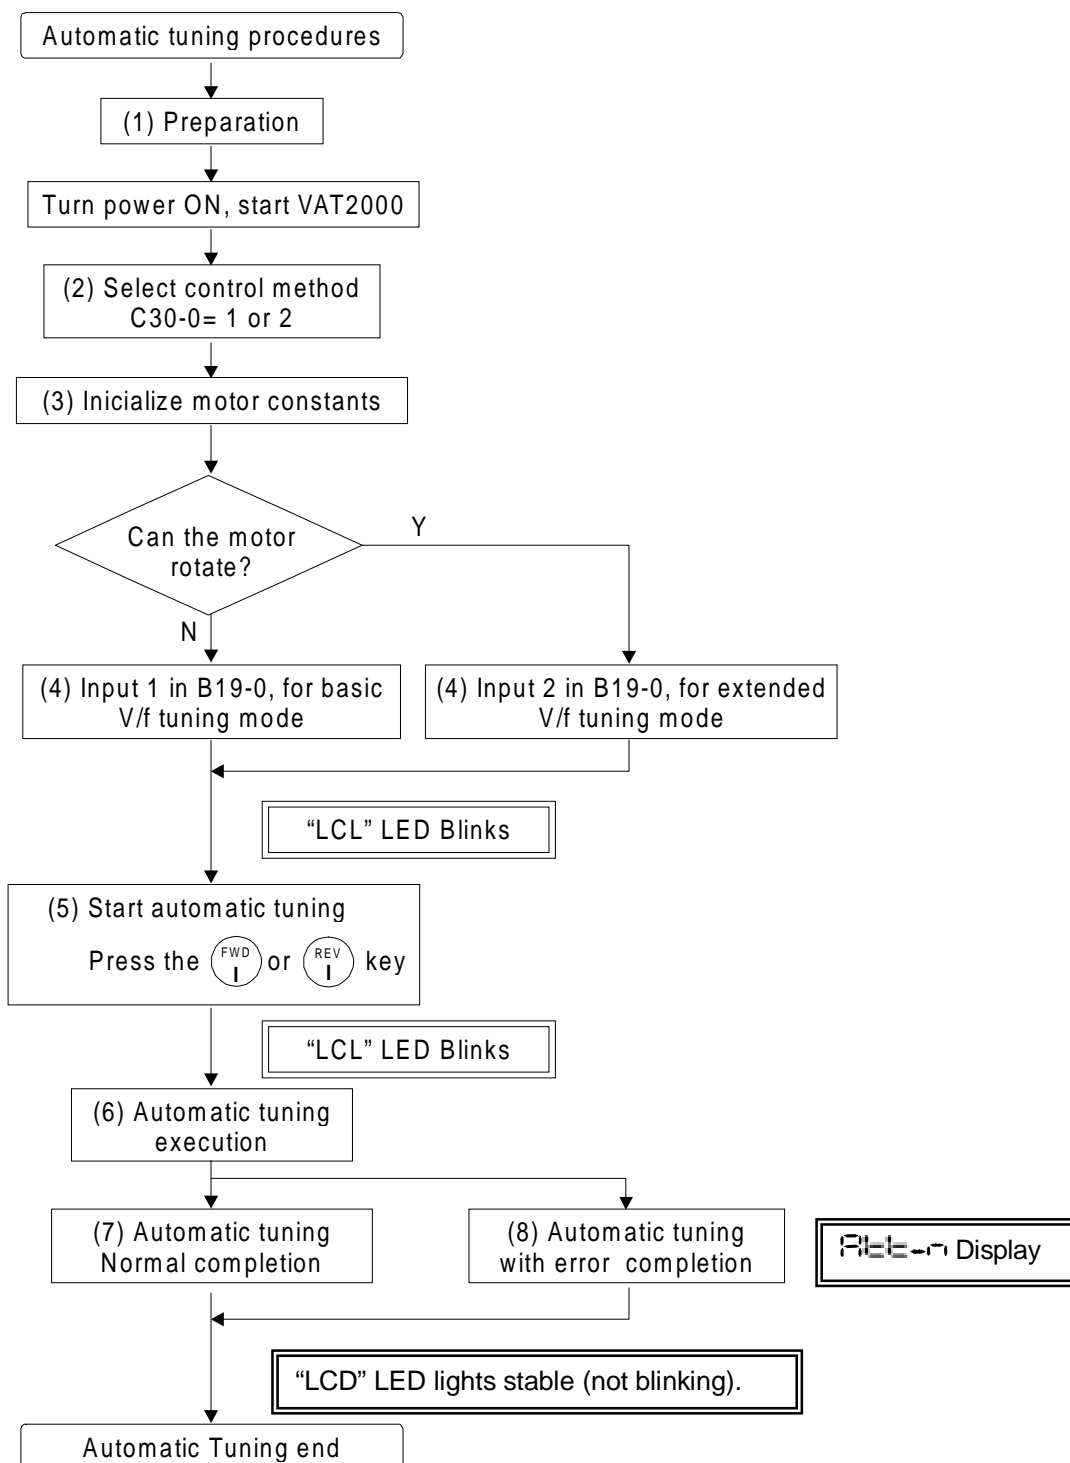 Automatic tuning procedures
(1) Preparation
Turn power ON, start VAT2000
(2) Select control method
C30-0= 1 or 2
(3) Inicialize motor constants
Can the motor
rotate?
Y
N
(4) Input 1 in B19-0, for basic
V/f tuning mode
(4) Input 2 in B19-0, for extended
V/f tuning mode
“LCL” LED Blinks
(5) Start automatic tuning
Press the FWD I or REV I key
“LCL” LED Blinks
(6) Automatic tuning
execution
(7) Automatic tuning
Normal completion
(8) Automatic tuning
with error completion
Att-n Display
“LCD” LED lights stable (not blinking).
Automatic Tuning end